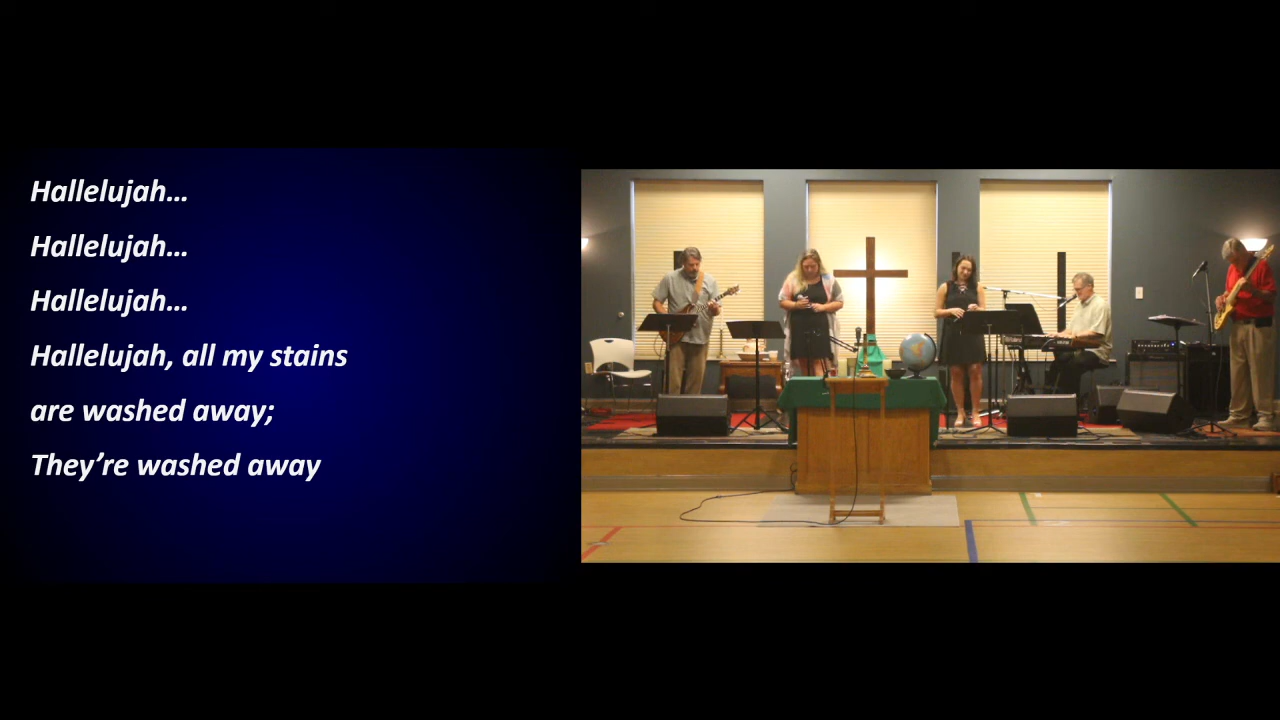 Hallelujah...
Hallelujah...
Hallelujah...
Hallelujah, all my stains
are washed away;
They're washed away